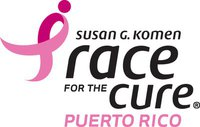 SUSAN G. KOMEN
race
FOR THE
cure®
PUERTO RICO